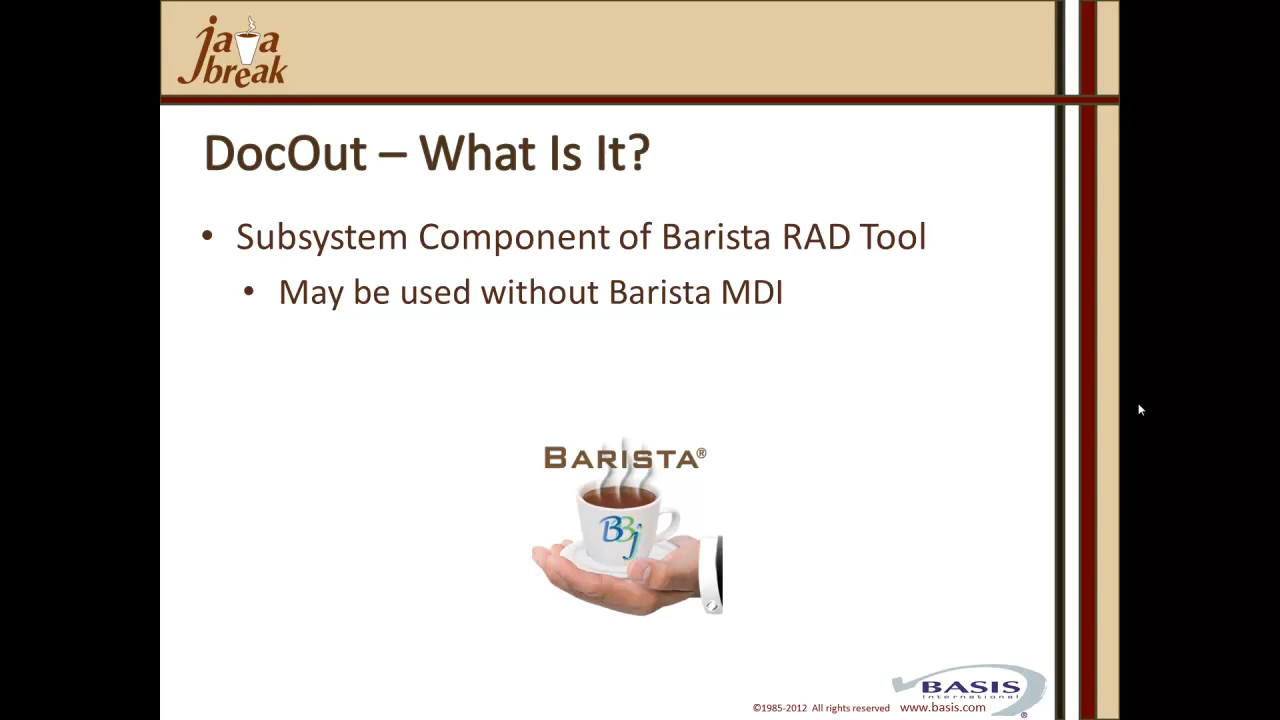 java
break
DocOut – What Is It?
• Subsystem Component of Barista RAD Tool
• May be used without Barista MDI
BARISTA®
BBj
BASIS
International
®
©1985-2012 All rights reserved www.basis.com